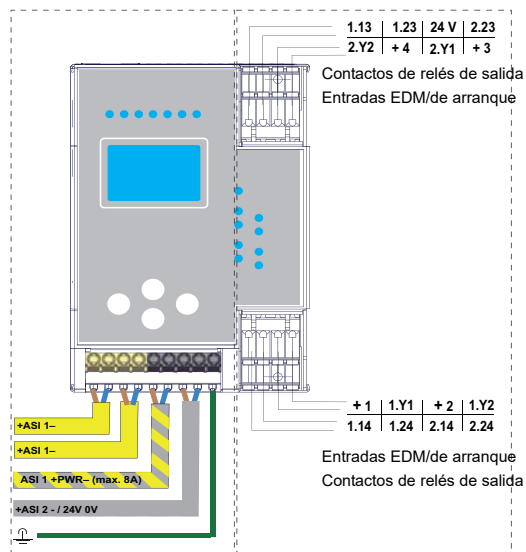 1.13 1.23 24 V 2.23
2.Y2 + 4 2.Y1 + 3
Contactos de relés de salida
Entradas EDM/de arranque
+ 1 1.Y1 + 2 1.Y2
1.14 1.24 2.14 2.24
Entradas EDM/de arranque
Contactos de relés de salida
+ASI 1–
+ASI 1–
ASI 1 +PWR– (max. 8A)
+ASI 2 - / 24V 0V